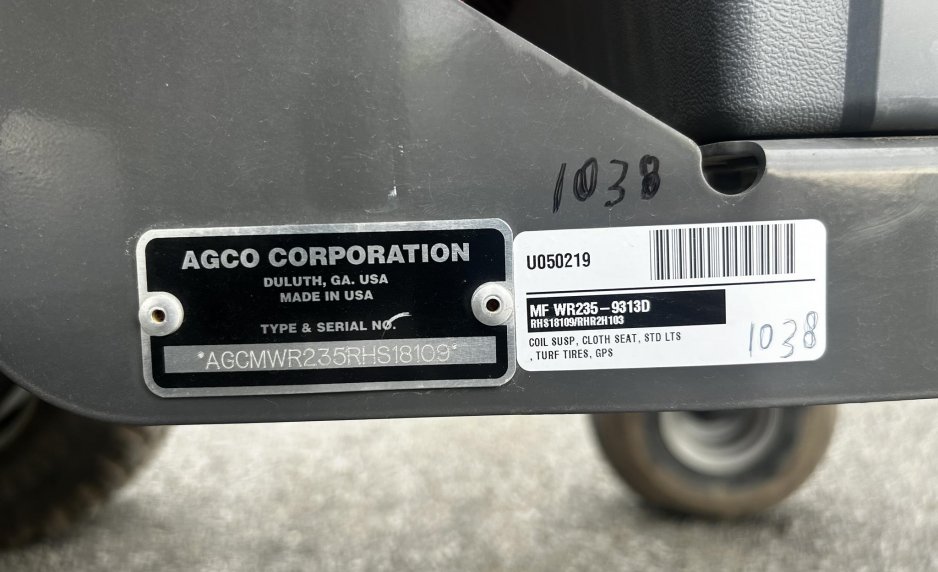 1038
AGCO CORPORATION
DULUTH, GA. USA
MADE IN USA
TYPE & SERIAL NO.
*AGCMWR235RHS18109*
U050219
MF WR235-9313D
RHS18109/RHR2H103
COIL SUSP, CLOTH SEAT, STD LTS
, TURF TIRES, GPS
1038